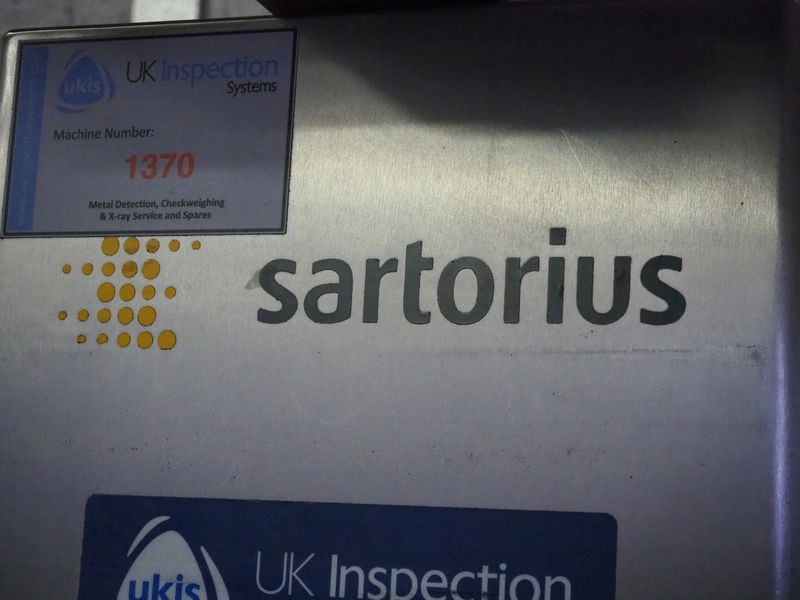 ukis
UK Inspection
Systems
Machine Number:
1370
Metal Detection, Checkweighing
& X-ray Service and Spares
sartorius
ukis
UK Inspection